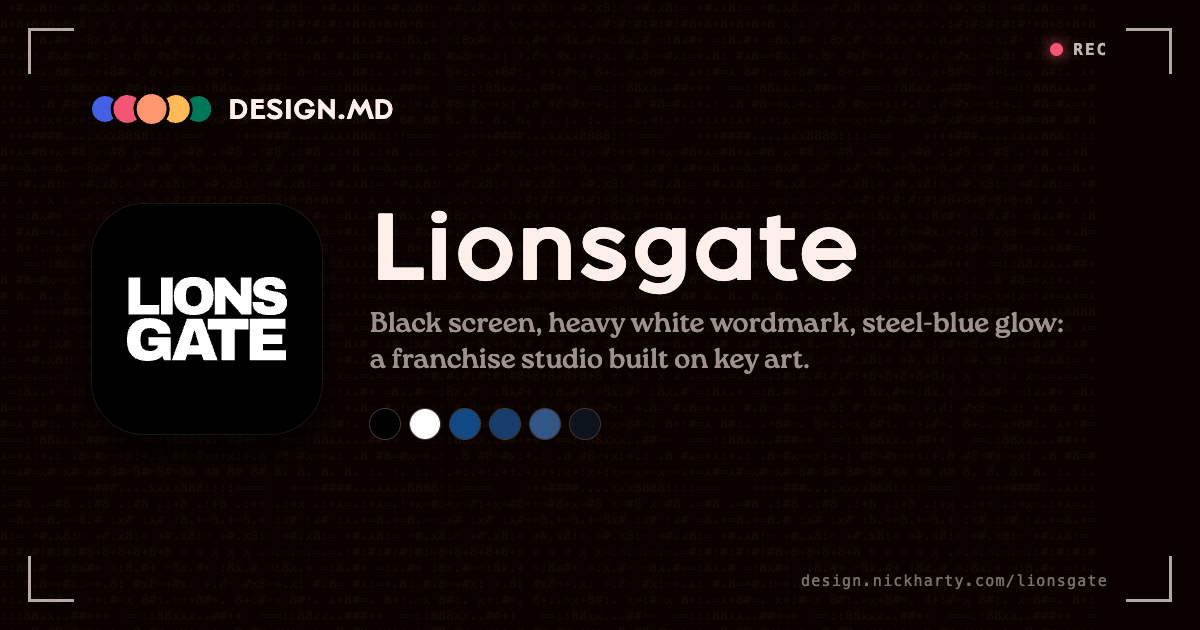 REC
DESIGN.MD
LIONS
GATE
Lionsgate
Black screen, heavy white wordmark, steel-blue glow:
a franchise studio built on key art.
design.nickharty.com/lionsgate